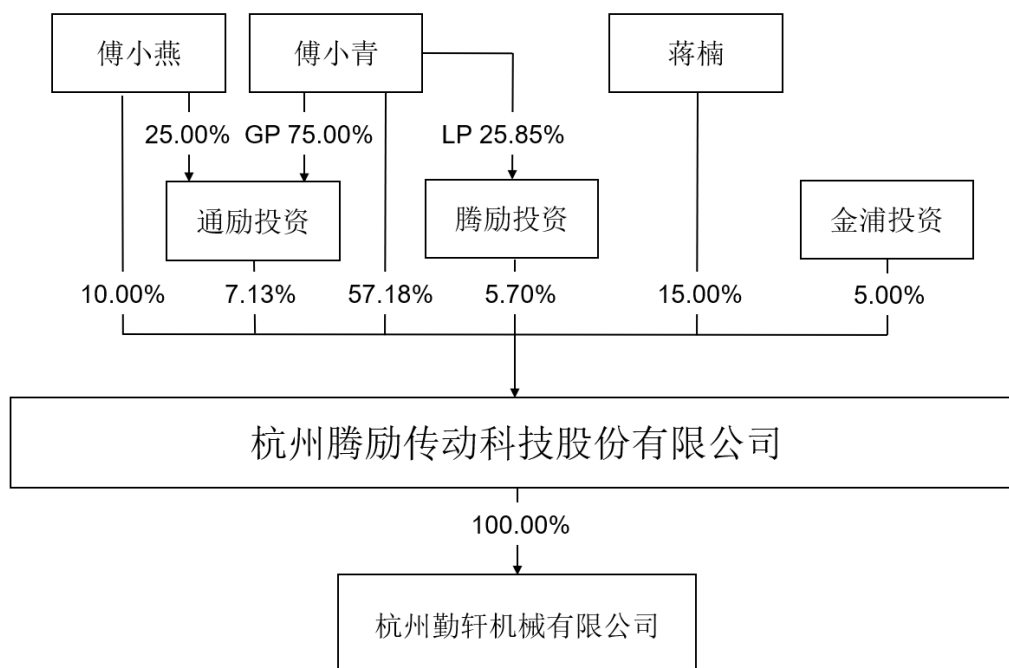 傅小燕
傅小青
蒋楠
25.00%
GP 75.00%
LP 25.85%
通励投资
腾励投资
金浦投资
10.00%
7.13%
57.18%
5.70%
15.00%
5.00%
杭州腾励传动科技股份有限公司
100.00%
杭州勤轩机械有限公司